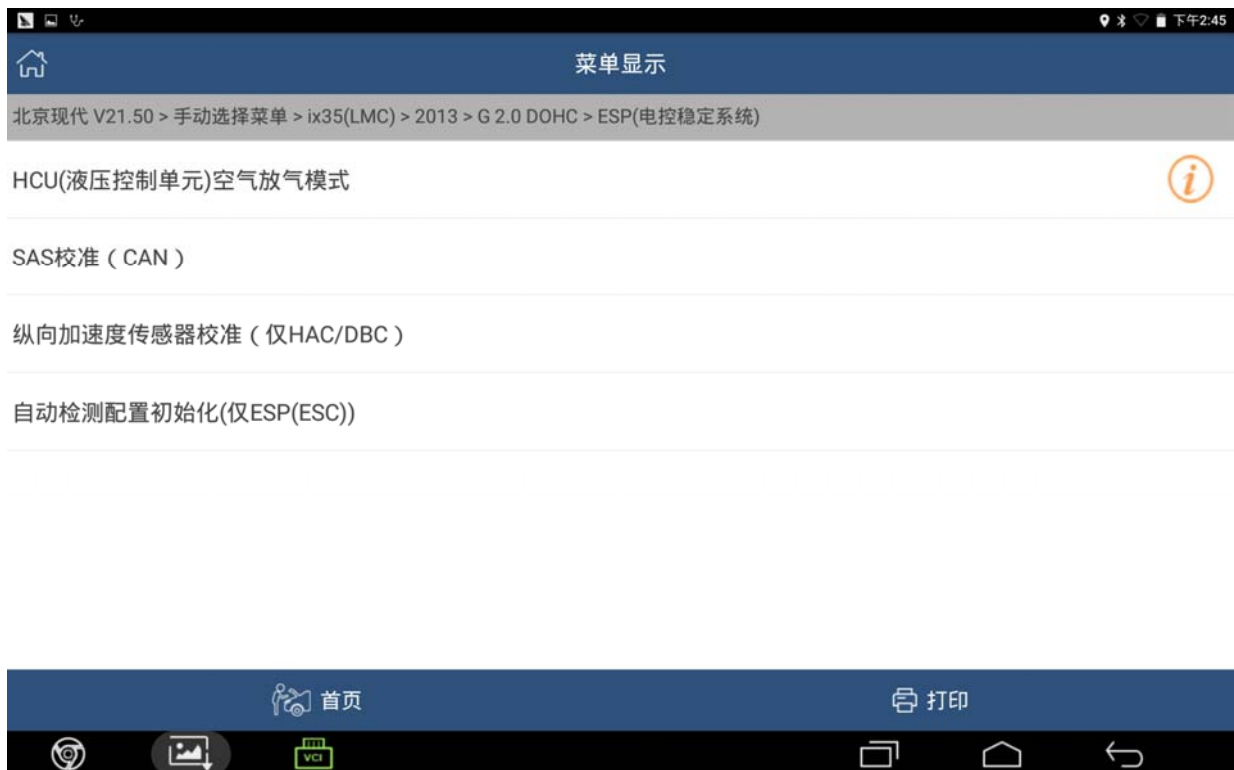 下午2:45
菜单显示
北京现代 V21.50 > 手动选择菜单 > ix35(LMC) > 2013 > G 2.0 DOHC > ESP(电控稳定系统)
HCU(液压控制单元)空气放气模式
i
SAS校准（CAN）
纵向加速度传感器校准（仅HAC/DBC）
自动检测配置初始化(仅ESP(ESC))
首页 打印
VCI